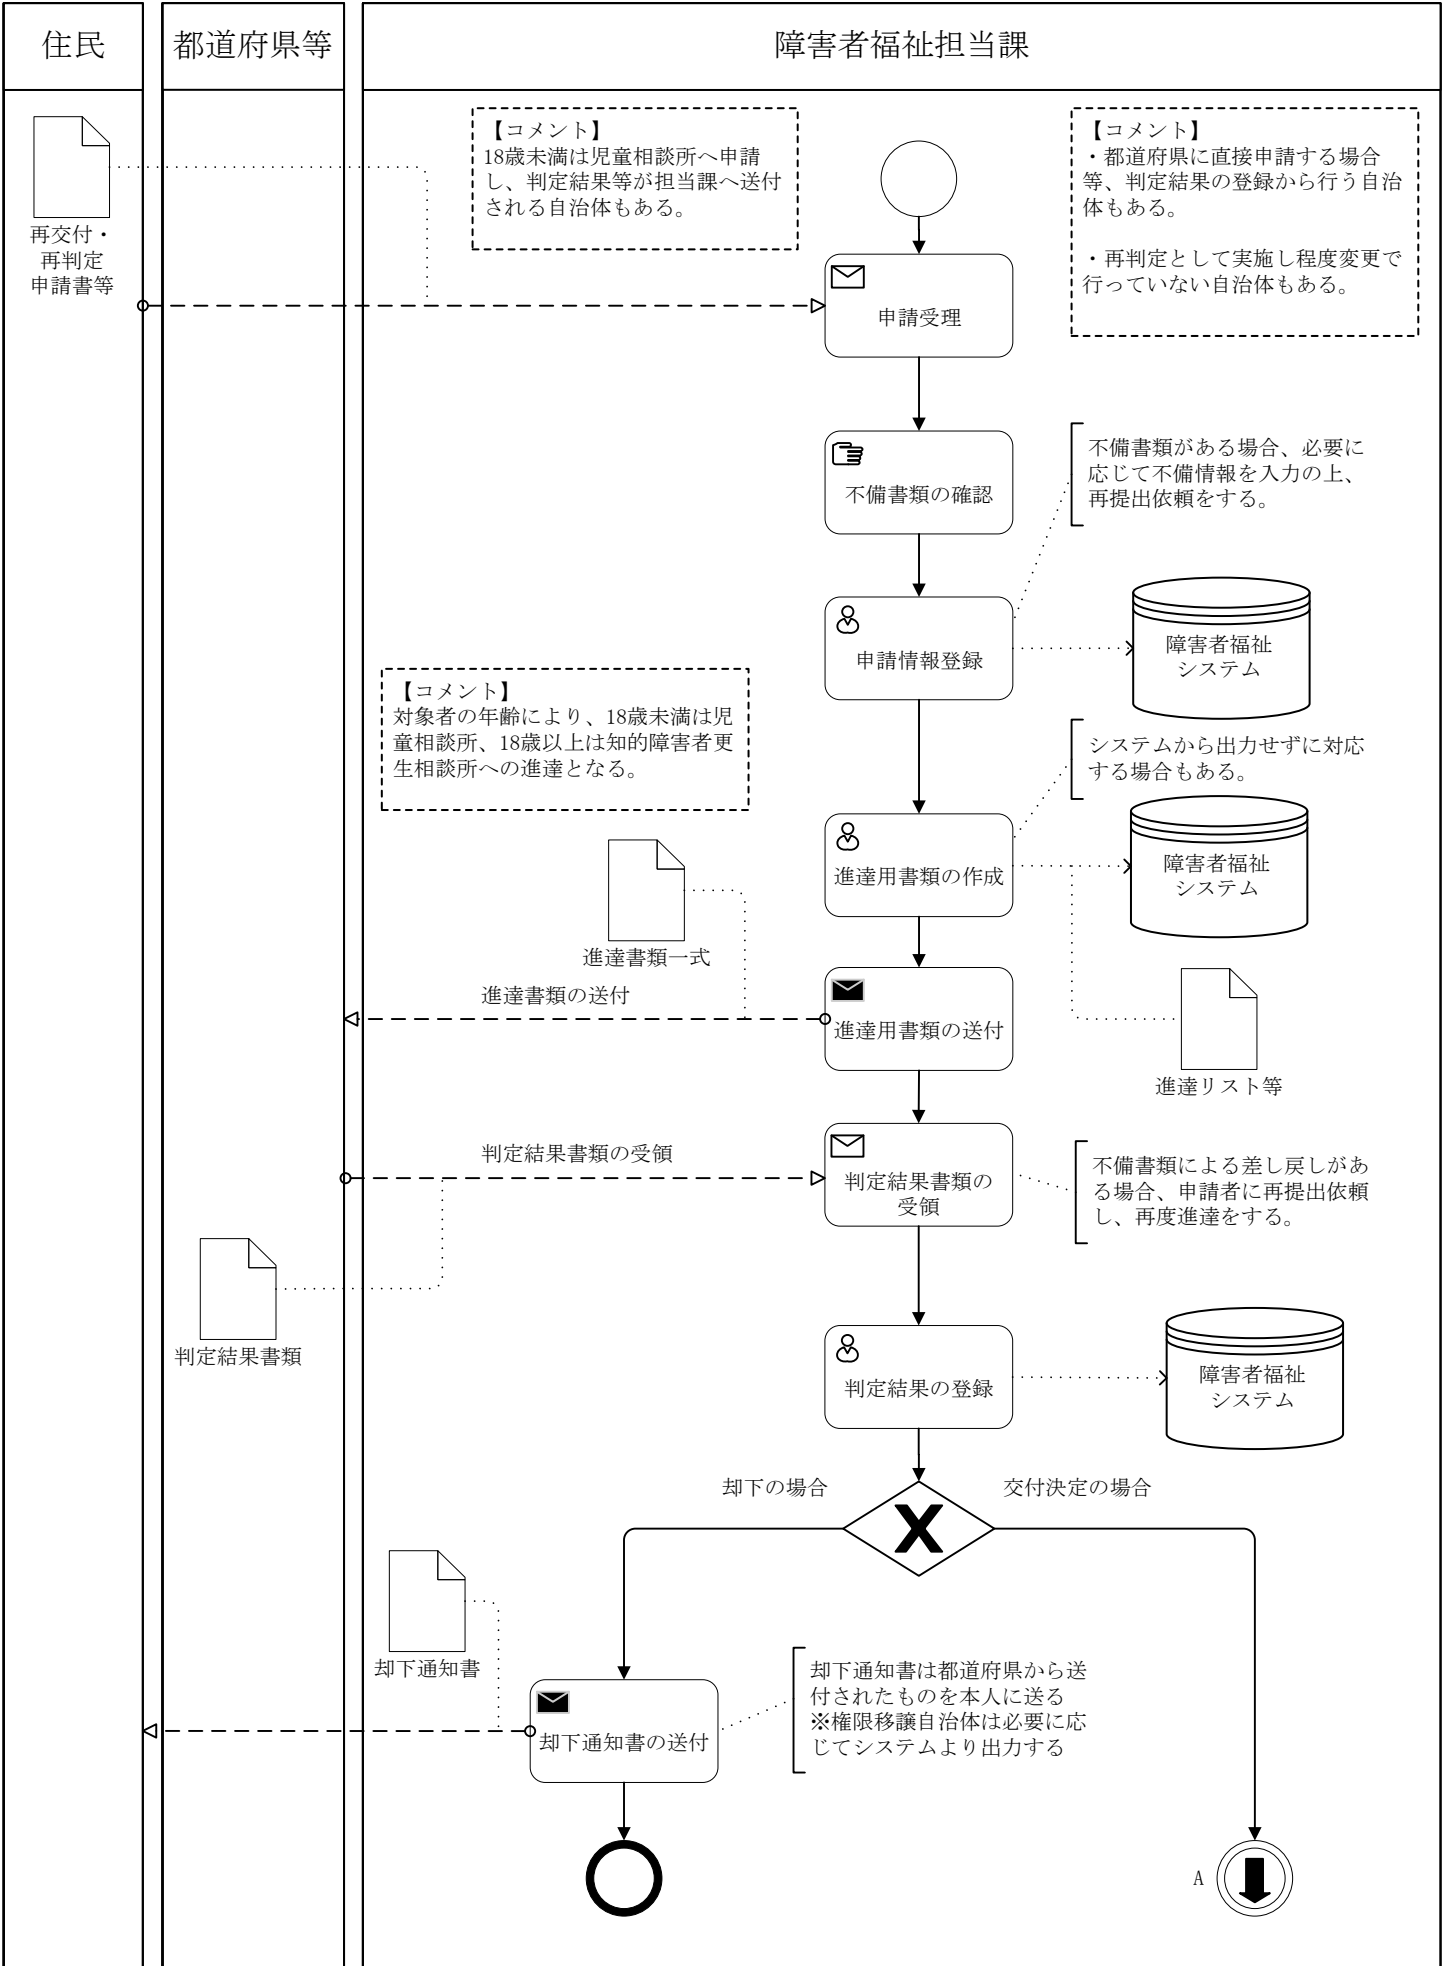 住民
都道府県等
障害者福祉担当課
再交付・
再判定
申請書等
【コメント】
18歳未満は児童相談所へ申請
し、判定結果等が担当課へ送付
される自治体もある。
【コメント】
・都道府県に直接申請する場合
等、判定結果の登録から行う自治
体もある。
・再判定として実施し程度変更で
行っていない自治体もある。
申請受理
不備書類の確認
不備書類がある場合、必要に
応じて不備情報を入力の上、
再提出依頼をする。
申請情報登録
障害者福祉
システム
【コメント】
対象者の年齢により、18歳未満は児
童相談所、18歳以上は知的障害者更
生相談所への進達となる。
システムから出力せずに対応
する場合もある。
進達用書類の作成
障害者福祉
システム
進達書類一式
進達書類の送付
進達用書類の送付
進達リスト等
判定結果書類の受領
判定結果書類の
受領
不備書類による差し戻しがあ
る場合、申請者に再提出依頼
し、再度進達をする。
判定結果書類
判定結果の登録
障害者福祉
システム
却下の場合
交付決定の場合
却下通知書
却下通知書の送付
却下通知書は都道府県から送
付されたものを本人に送る
※権限移譲自治体は必要に応
じてシステムより出力する
A